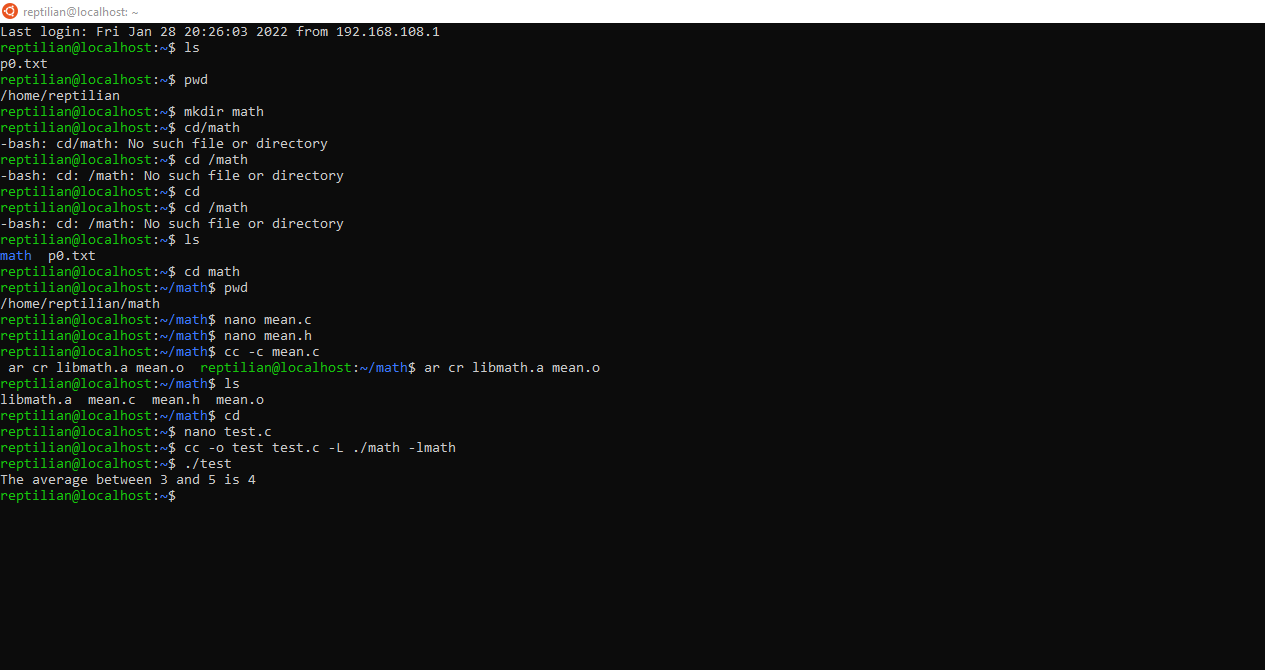 reptilian@localhost: ~
Last login: Fri Jan 28 20:26:03 2022 from 192.168.108.1
reptilian@localhost:~$ ls
p0.txt
reptilian@localhost:~$ pwd
/home/reptilian
reptilian@localhost:~$ mkdir math
reptilian@localhost:~$ cd/math
-bash: cd/math: No such file or directory
reptilian@localhost:~$ cd /math
-bash: cd: /math: No such file or directory
reptilian@localhost:~$ cd
reptilian@localhost:~$ cd /math
-bash: cd: /math: No such file or directory
reptilian@localhost:~$ ls
math  p0.txt
reptilian@localhost:~$ cd math
reptilian@localhost:~/math$ pwd
/home/reptilian/math
reptilian@localhost:~/math$ nano mean.c
reptilian@localhost:~/math$ nano mean.h
reptilian@localhost:~/math$ cc -c mean.c
 ar cr libmath.a mean.o  reptilian@localhost:~/math$ ar cr libmath.a mean.o
reptilian@localhost:~/math$ ls
libmath.a  mean.c  mean.h  mean.o
reptilian@localhost:~/math$ cd
reptilian@localhost:~$ nano test.c
reptilian@localhost:~$ cc -o test test.c -L ./math -lmath
reptilian@localhost:~$ ./test
The average between 3 and 5 is 4
reptilian@localhost:~$